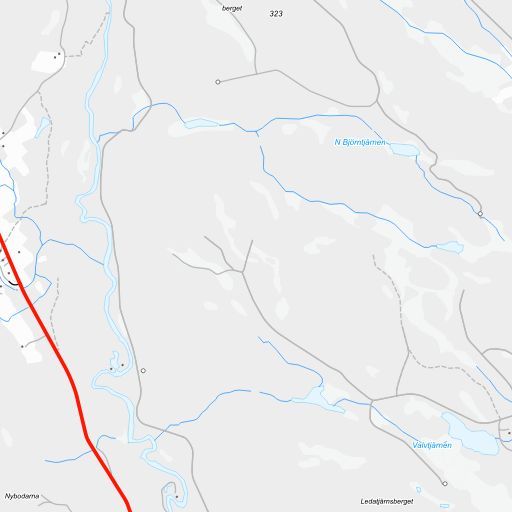 berget
323
N Björntjärnen
Valvtjärnen
Nybodarna
Ledatjärnsberget